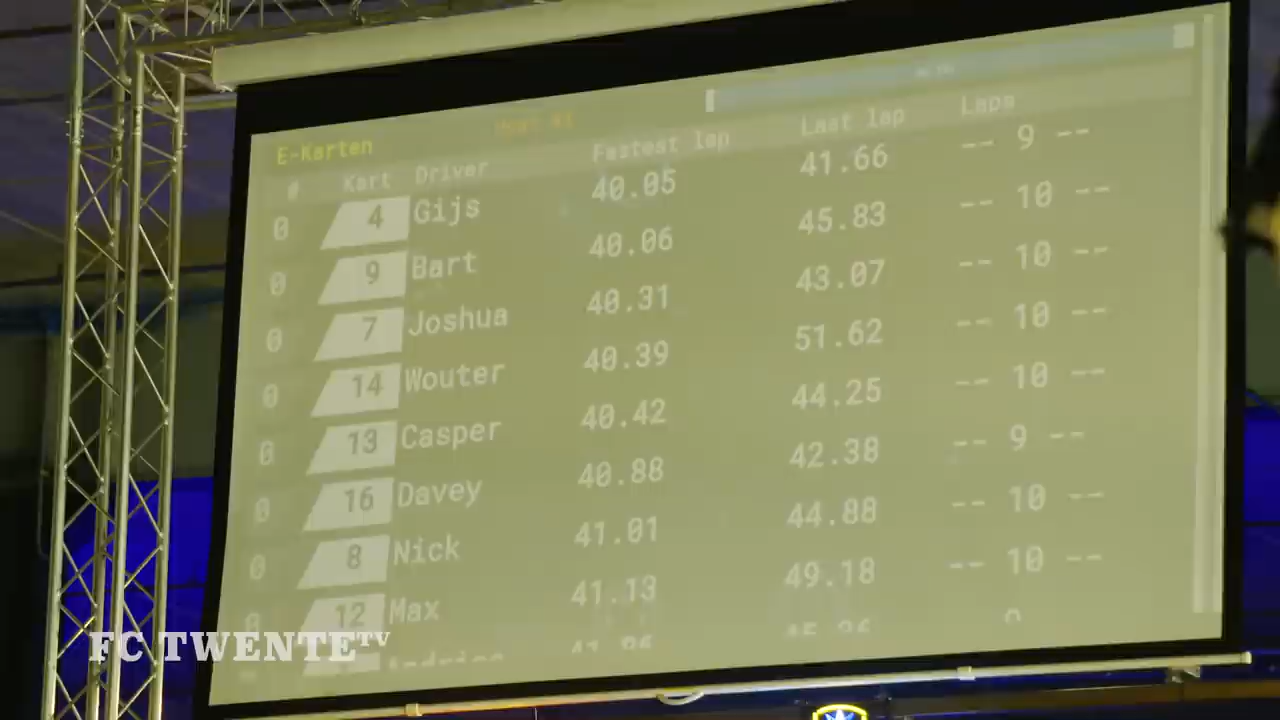 E-Karten
# Kart Driver Fastest lap Last lap Laps
0 4 Gijs 40.05 41.66 -- 9 --
0 9 Bart 40.06 45.83 -- 10 --
0 7 Joshua 40.31 43.07 -- 10 --
0 14 Wouter 40.39 51.62 -- 10 --
0 13 Casper 40.42 44.25 -- 10 --
0 16 Davey 40.88 42.38 -- 9 --
0 8 Nick 41.01 44.88 -- 10 --
0 12 Max 41.13 49.18 -- 10 --
FC TWENTE TV